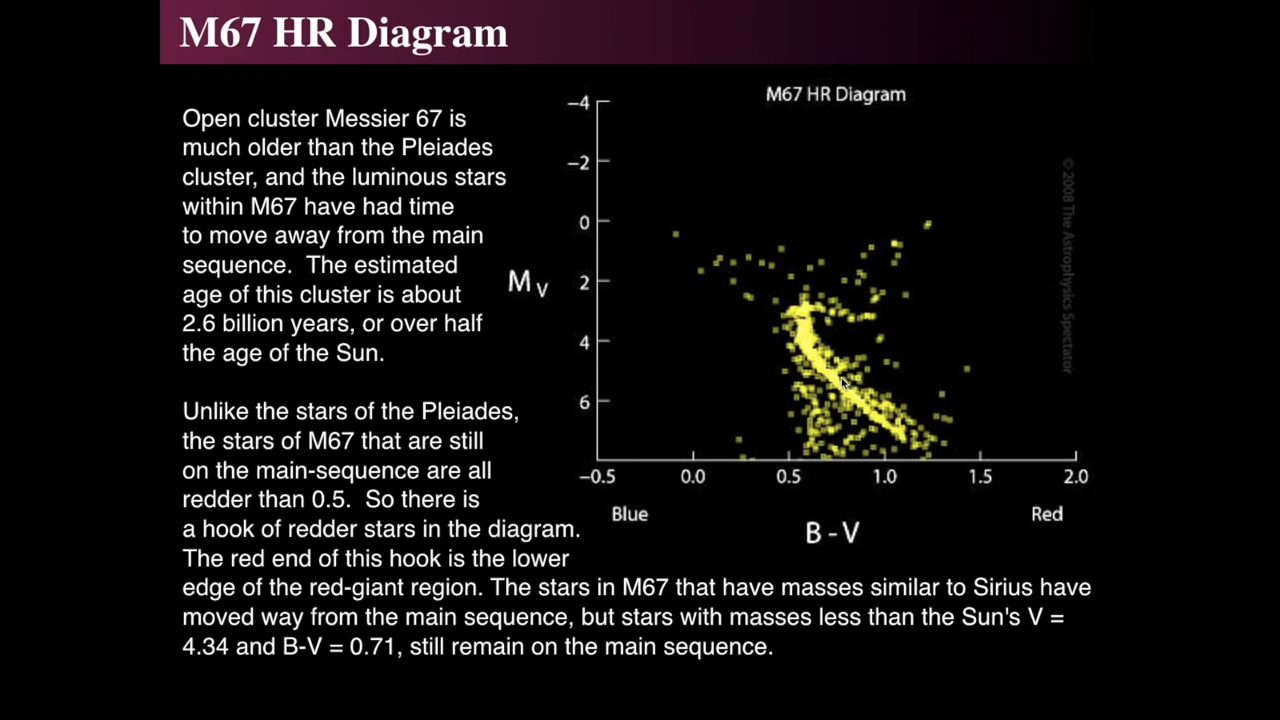 M67 HR Diagram
Open cluster Messier 67 is
much older than the Pleiades
cluster, and the luminous stars
within M67 have had time
to move away from the main
sequence.  The estimated
age of this cluster is about
2.6 billion years, or over half
the age of the Sun.
Unlike the stars of the Pleiades,
the stars of M67 that are still
on the main-sequence are all
redder than 0.5.  So there is
a hook of redder stars in the diagram.
The red end of this hook is the lower
edge of the red-giant region. The stars in M67 that have masses similar to Sirius have
moved way from the main sequence, but stars with masses less than the Sun's V =
4.34 and B-V = 0.71, still remain on the main sequence.
M67 HR Diagram
−4
−2
0
2
4
6
Mv
−0.5 0.0 0.5 1.0 1.5 2.0
Blue Red
B - V
© 2008 The Astrophysics Spectator